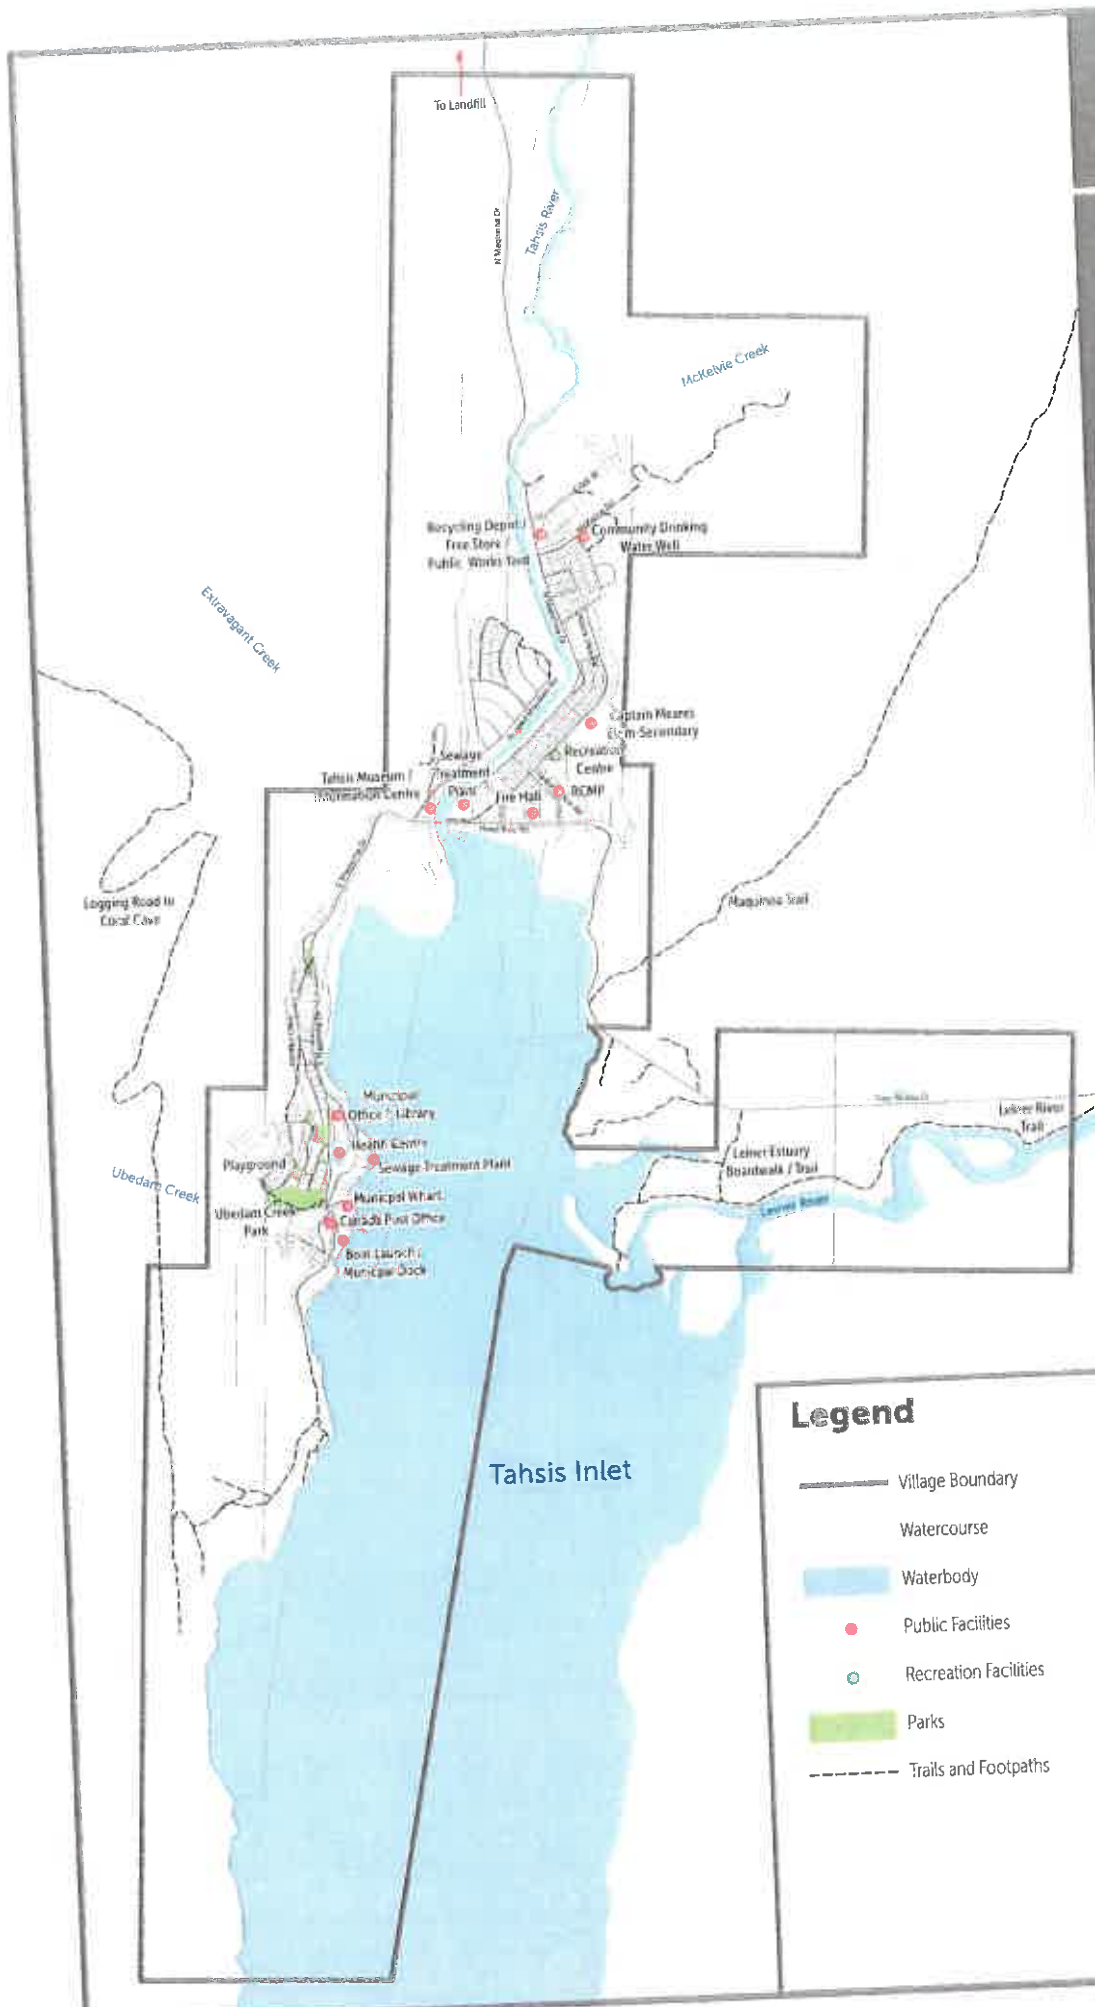 To Landfill
N Maquinna Dr
Tahsis River
McKelvie Creek
Recycling Depot /
Free Store /
Public Works Yard
Community Drinking
Water Well
Extravagant Creek
Captain Meares
Elem-Secondary
Recreation
Centre
Sewage
Treatment
Plant
Tahsis Museum /
Information Centre
Fire Hall
RCMP
Logging Road to
Coral Cave
Maquinna Trail
Municipal
Office / Library
Health Centre
Sewage Treatment Plant
Playground
Ubedam Creek
Ubedam Creek
Park
Municipal Wharf
Canada Post Office
Boat Launch /
Municipal Dock
Leiner River
Trail
Leiner Estuary
Boardwalk / Trail
Leiner River
Tahsis Inlet
Legend
Village Boundary
Watercourse
Waterbody
Public Facilities
Recreation Facilities
Parks
Trails and Footpaths